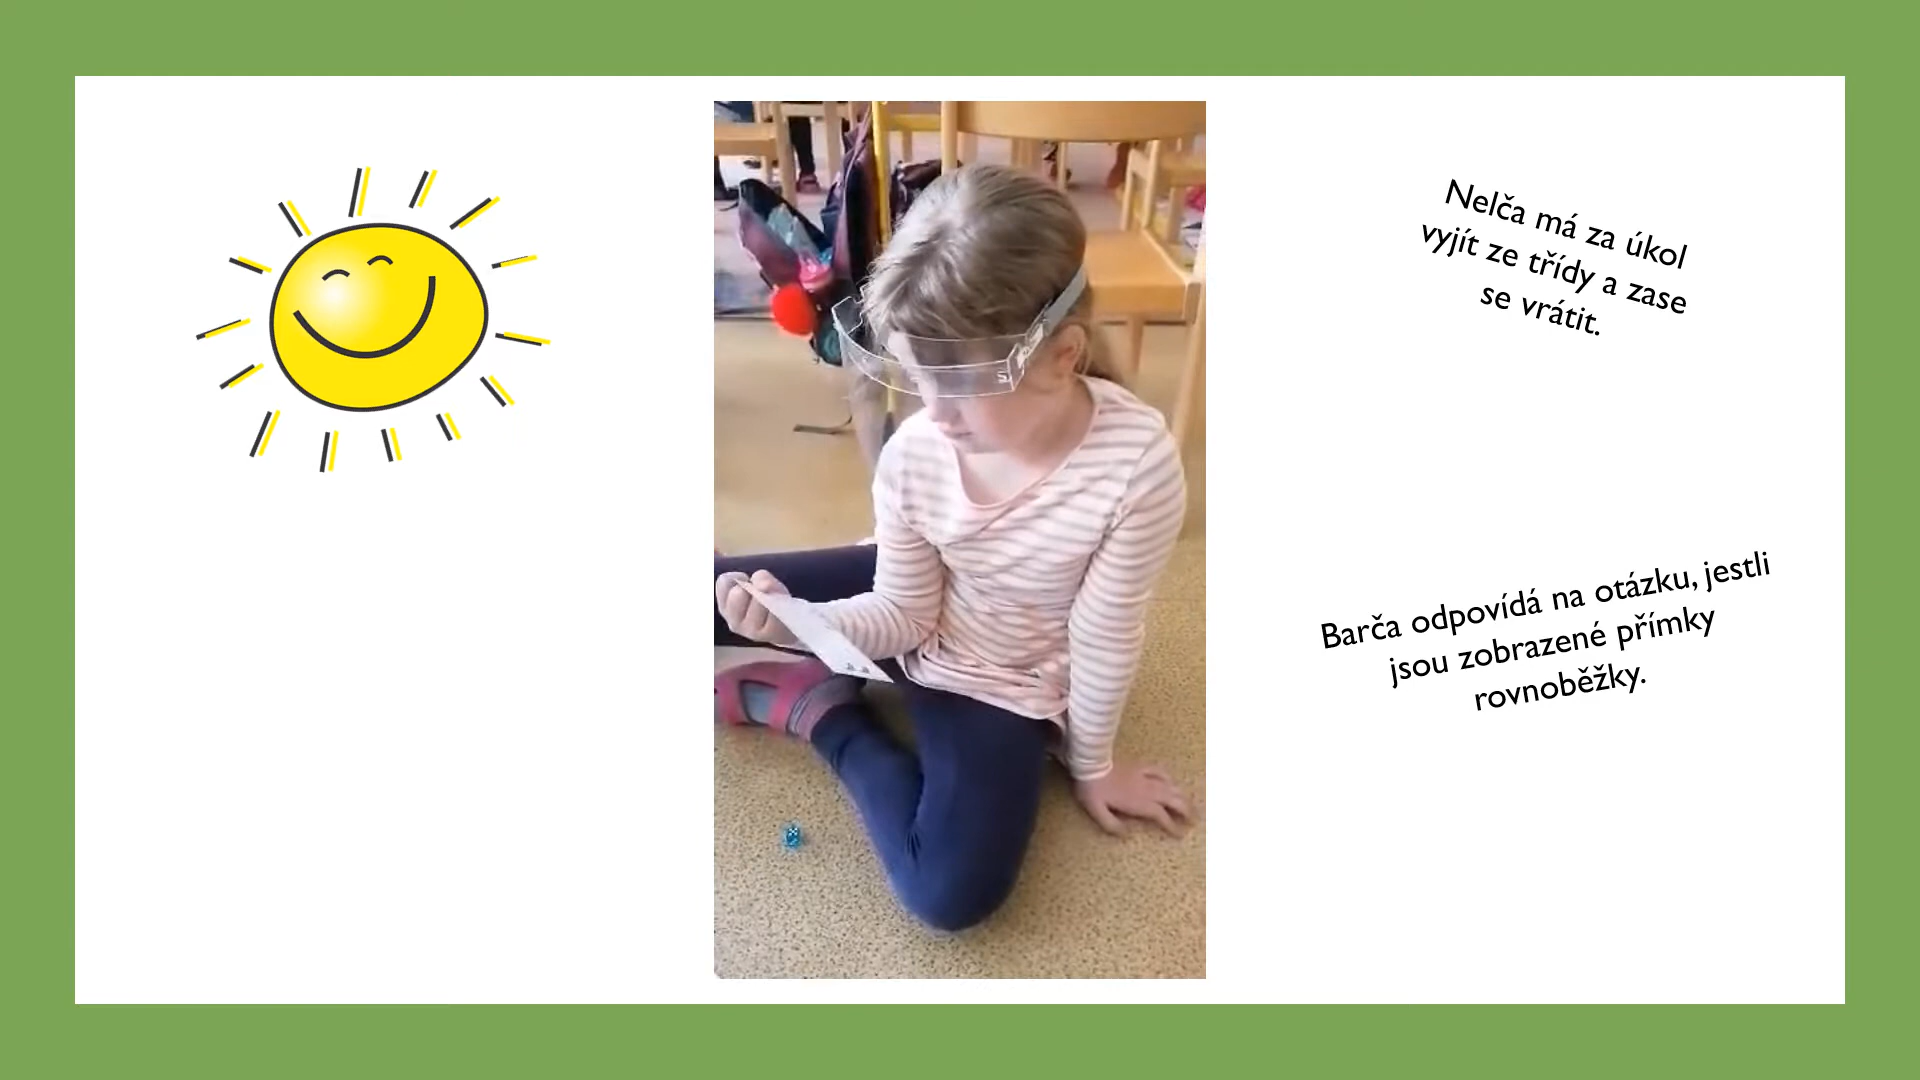 Nelča má za úkol
vyjít ze třídy a zase
se vrátit.
Barča odpovídá na otázku, jestli
jsou zobrazené přímky
rovnoběžky.